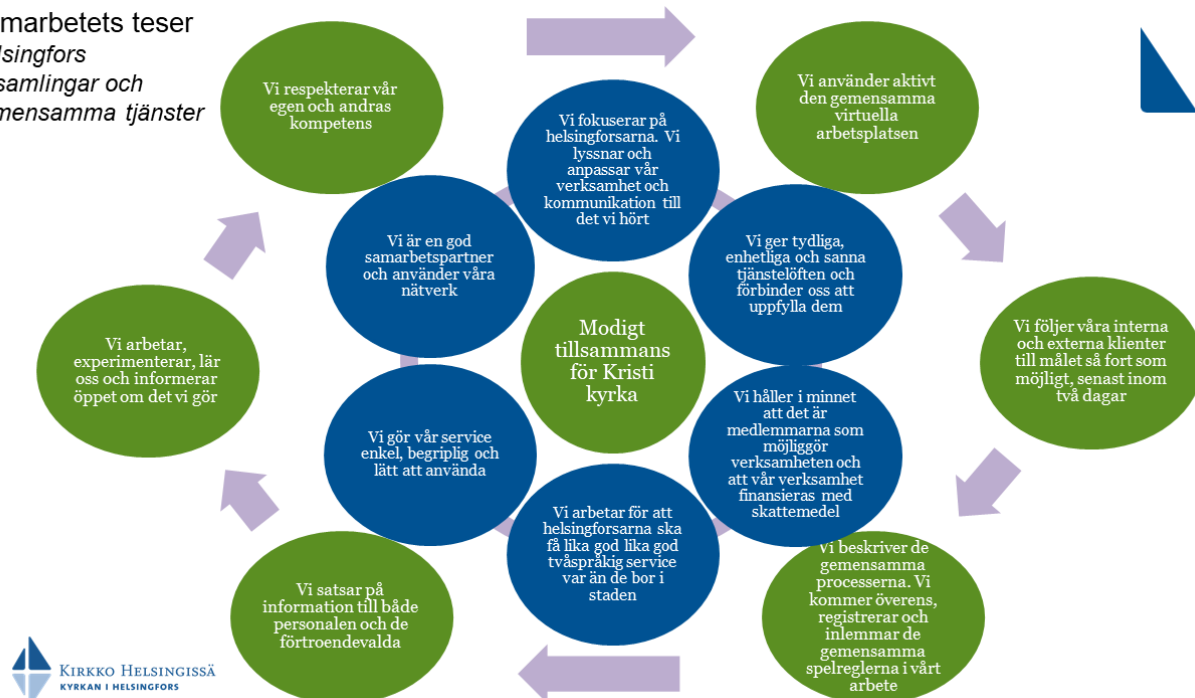 marbetets teser
lsingfors
samlingar och
mensamma tjänster
Vi respekterar vår
egen och andras
kompetens
Vi fokuserar på
helsingforsarna. Vi
lyssnar och
anpassar vår
verksamhet och
kommunikation till
det vi hört
Vi använder aktivt
den gemensamma
virtuella
arbetsplatsen
Vi är en god
samarbetspartner
och använder våra
nätverk
Vi ger tydliga,
enhetliga och sanna
tjänstelöften och
förbinder oss att
uppfylla dem
Vi arbetar,
experimenterar, lär
oss och informerar
öppet om det vi gör
Modigt
tillsammans
för Kristi
kyrka
Vi följer våra interna
och externa klienter
till målet så fort som
möjligt, senast inom
två dagar
Vi gör vår service
enkel, begriplig och
lätt att använda
Vi håller i minnet
att det är
medlemmarna som
möjliggör
verksamheten och
att vår verksamhet
finansieras med
skattemedel
Vi arbetar för att
helsingforsarna ska
få lika god lika god
tvåspråkig service
var än de bor i
staden
Vi satsar på
information till både
personalen och de
förtroendevalda
Vi beskriver de
gemensamma
processerna. Vi
kommer överens,
registrerar och
inlemmar de
gemensamma
spelreglerna i vårt
arbete
KIRKKO HELSINGISSÄ
KYRKAN I HELSINGFORS